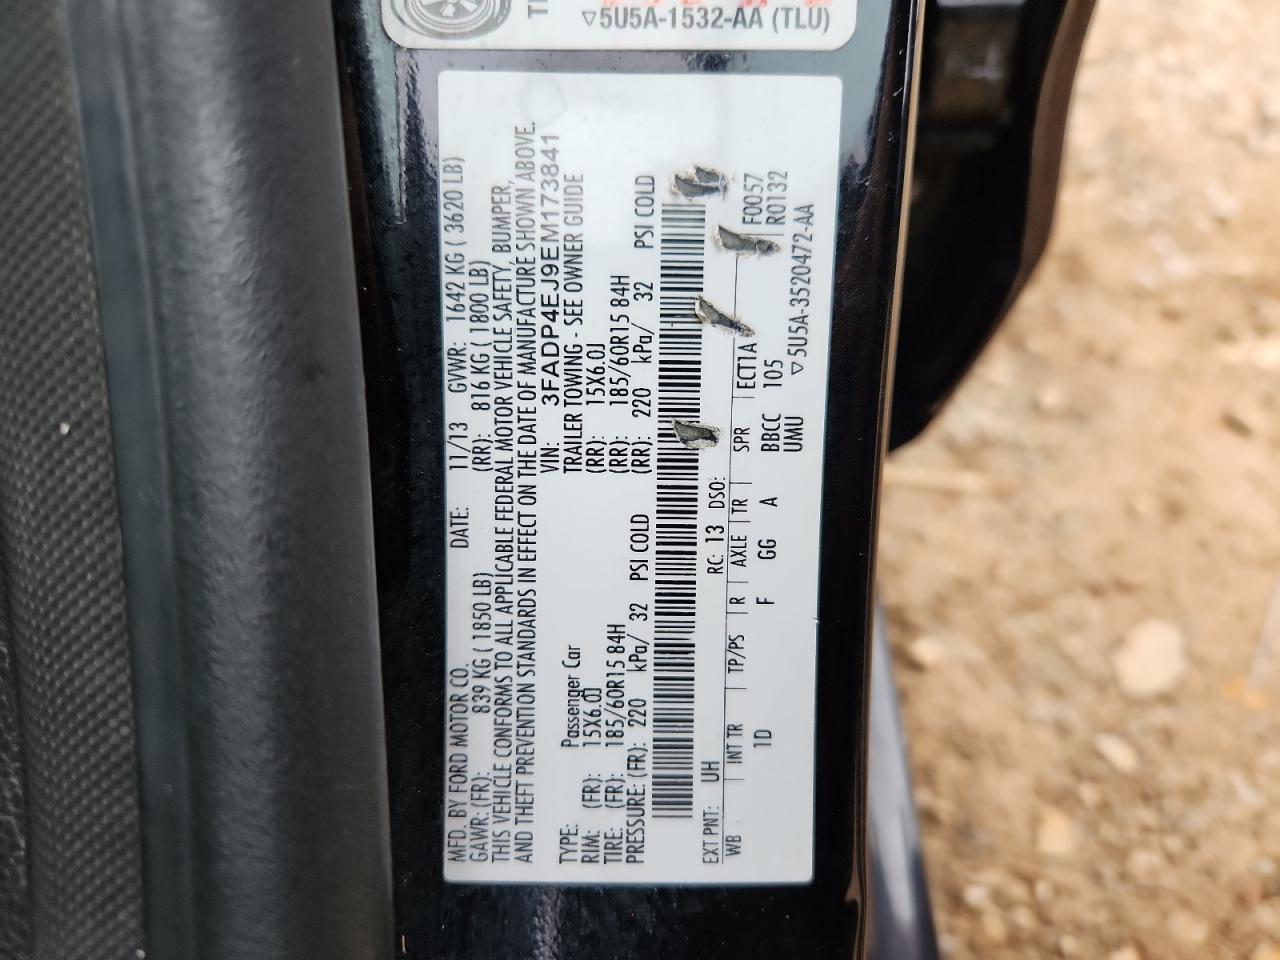 ▽5U5A-1532-AA (TLU)
MFD. BY FORD MOTOR CO.
DATE: 11/13 GVWR: 1642 KG ( 3620 LB)
GAWR: (FR): 839 KG ( 1850 LB) (RR): 816 KG ( 1800 LB)
THIS VEHICLE CONFORMS TO ALL APPLICABLE FEDERAL MOTOR VEHICLE SAFETY, BUMPER,
AND THEFT PREVENTION STANDARDS IN EFFECT ON THE DATE OF MANUFACTURE SHOWN ABOVE.
VIN: 3FADP4EJ9EM173841
TYPE: Passenger Car TRAILER TOWING - SEE OWNER GUIDE
RIM: (FR): 15X6.0J (RR): 15X6.0J
TIRE: (FR): 185/60R15 84H (RR): 185/60R15 84H
PRESSURE: (FR): 220 kPa/ 32 PSI COLD (RR): 220 kPa/ 32 PSI COLD
EXT PNT: UH RC: 13 DSO:
WB INT TR TP/PS R AXLE TR SPR ECT1A F0057
1D F GG A BBCC 105 R0132
UMU ▽5U5A-3520472-AA